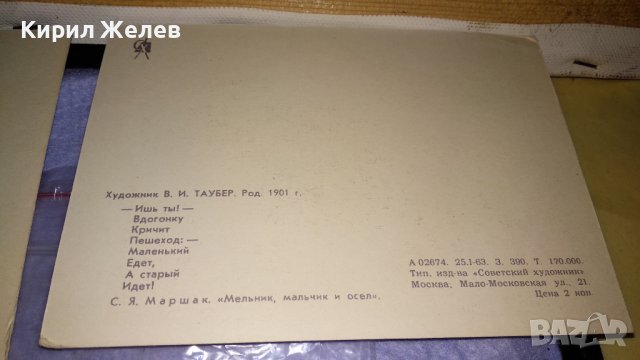 Кирил Желев
Художник В. И. ТАУБЕР. Род. 1901 г.
— Ишь ты! —
Вдогонку
Кричит
Пешеход: —
Маленький
Едет,
А старый
Идет!
С. Я. Маршак. «Мельник, мальчик и осел».
А 02674. 25.I-63. З. 390. Т. 170.000.
Тип. изд-ва «Советский художник»
Москва, Мало-Московская ул., 21.
Цена 2 коп.
BAZAR.bg